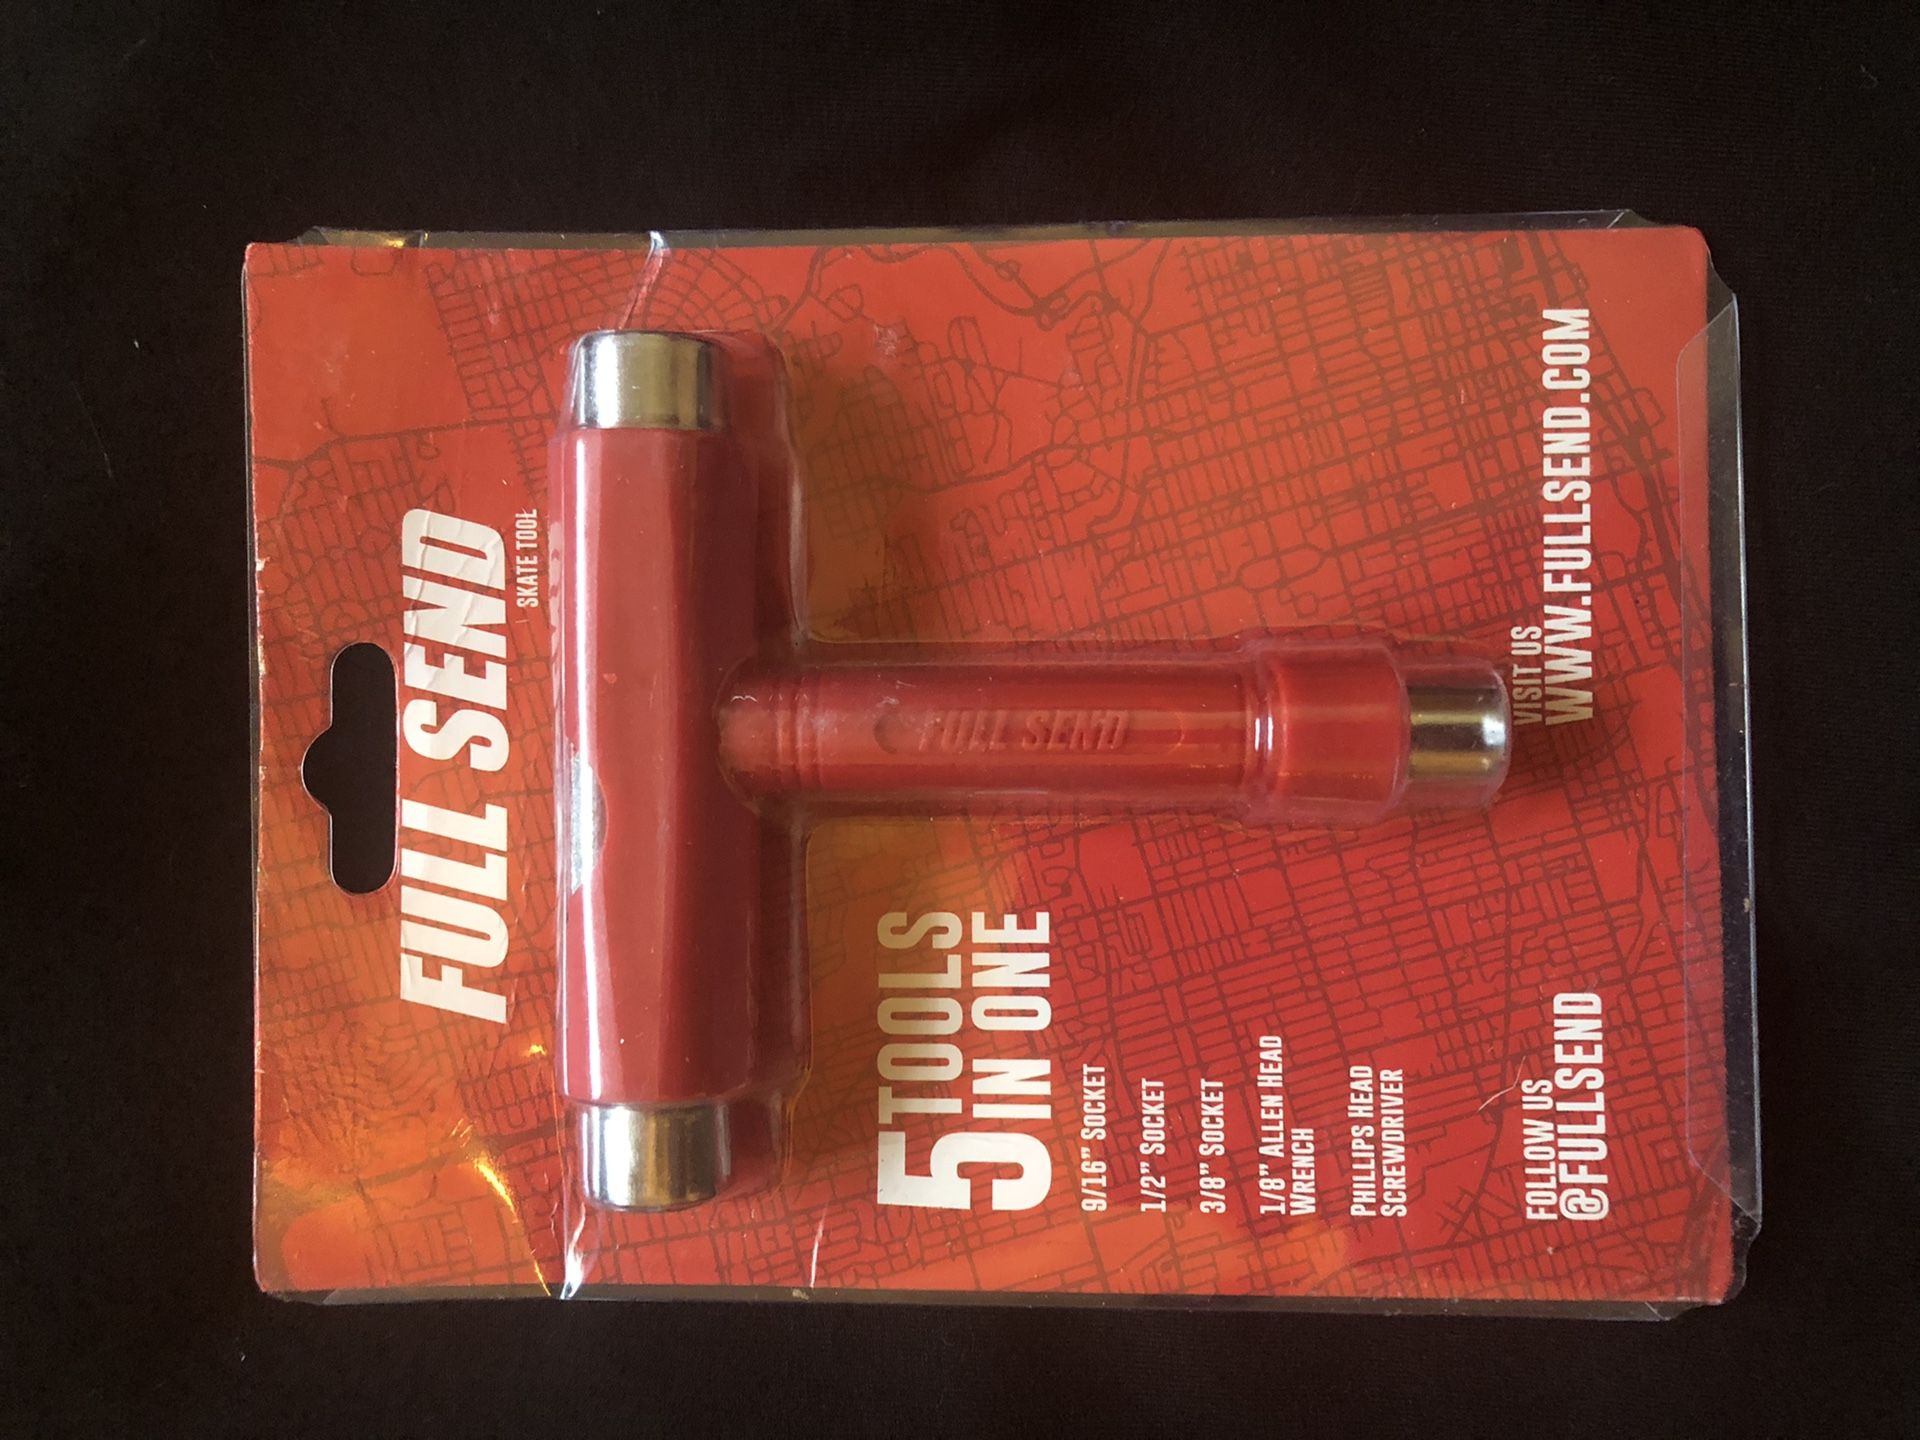 FULL SEND
SKATE TOOL
FULL SEND
5 TOOLS
IN ONE
9/16" SOCKET
1/2" SOCKET
3/8" SOCKET
1/8" ALLEN HEAD
WRENCH
PHILLIPS HEAD
SCREWDRIVER
FOLLOW US
@FULLSEND
VISIT US
WWW.FULLSEND.COM